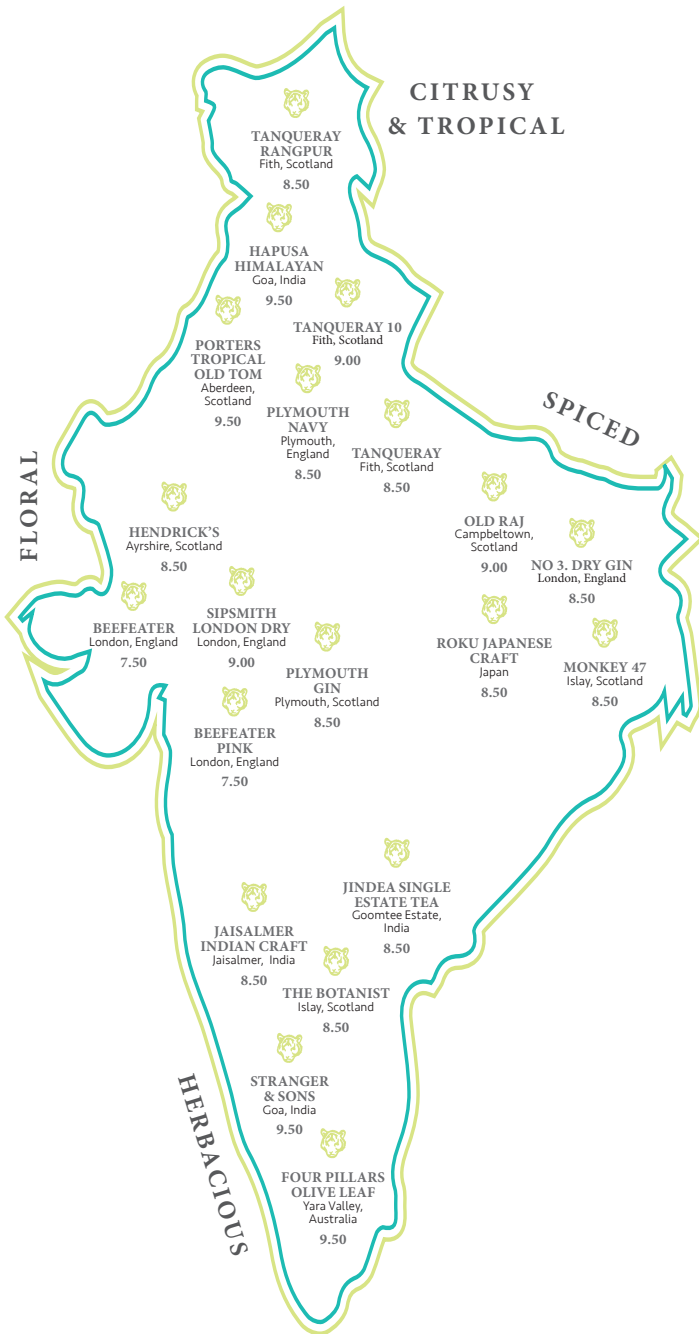 CITRUSY
& TROPICAL
TANQUERAY
RANGPUR
Fith, Scotland
8.50
HAPUSA
HIMALAYAN
Goa, India
9.50
TANQUERAY 10
Fith, Scotland
9.00
PORTERS
TROPICAL
OLD TOM
Aberdeen,
Scotland
9.50
PLYMOUTH
NAVY
Plymouth,
England
8.50
TANQUERAY
Fith, Scotland
8.50
SPICED
OLD RAJ
Campbeltown,
Scotland
9.00
NO 3. DRY GIN
London, England
8.50
ROKU JAPANESE
CRAFT
Japan
8.50
MONKEY 47
Islay, Scotland
8.50
FLORAL
HENDRICK'S
Ayrshire, Scotland
8.50
BEEFEATER
London, England
7.50
SIPSMITH
LONDON DRY
London, England
9.00
PLYMOUTH
GIN
Plymouth, Scotland
8.50
BEEFEATER
PINK
London, England
7.50
HERBACIOUS
JINDEA SINGLE
ESTATE TEA
Goomtee Estate,
India
8.50
JAISALMER
INDIAN CRAFT
Jaisalmer, India
8.50
THE BOTANIST
Islay, Scotland
8.50
STRANGER
& SONS
Goa, India
9.50
FOUR PILLARS
OLIVE LEAF
Yara Valley,
Australia
9.50